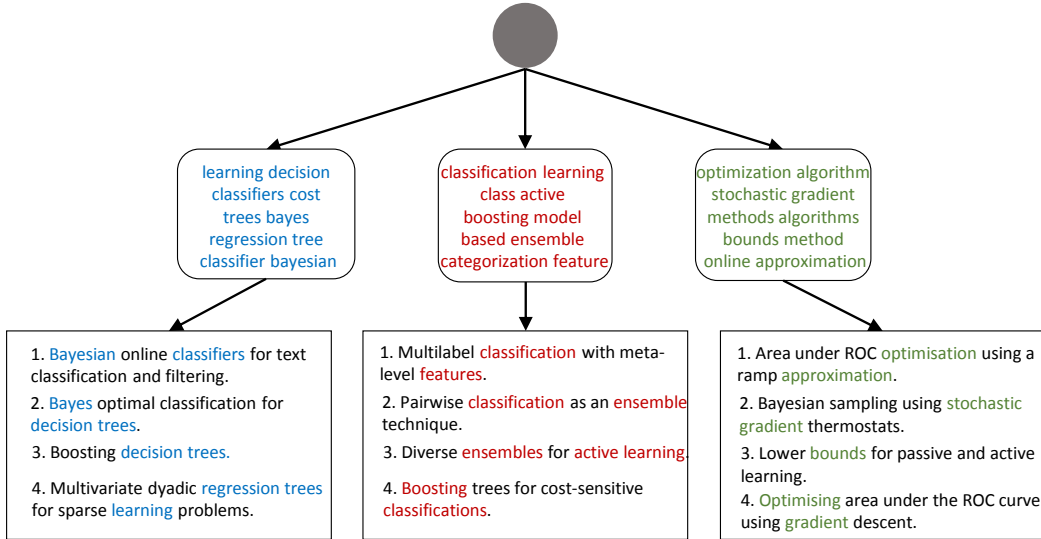 learning decision
classifiers cost
trees bayes
regression tree
classifier bayesian
classification learning
class active
boosting model
based ensemble
categorization feature
optimization algorithm
stochastic gradient
methods algorithms
bounds method
online approximation
1. Bayesian online classifiers for text
classification and filtering.
2. Bayes optimal classification for
decision trees.
3. Boosting decision trees.
4. Multivariate dyadic regression trees
for sparse learning problems.
1. Multilabel classification with meta-
level features.
2. Pairwise classification as an ensemble
technique.
3. Diverse ensembles for active learning.
4. Boosting trees for cost-sensitive
classifications.
1. Area under ROC optimisation using a
ramp approximation.
2. Bayesian sampling using stochastic
gradient thermostats.
3. Lower bounds for passive and active
learning.
4. Optimising area under the ROC curve
using gradient descent.